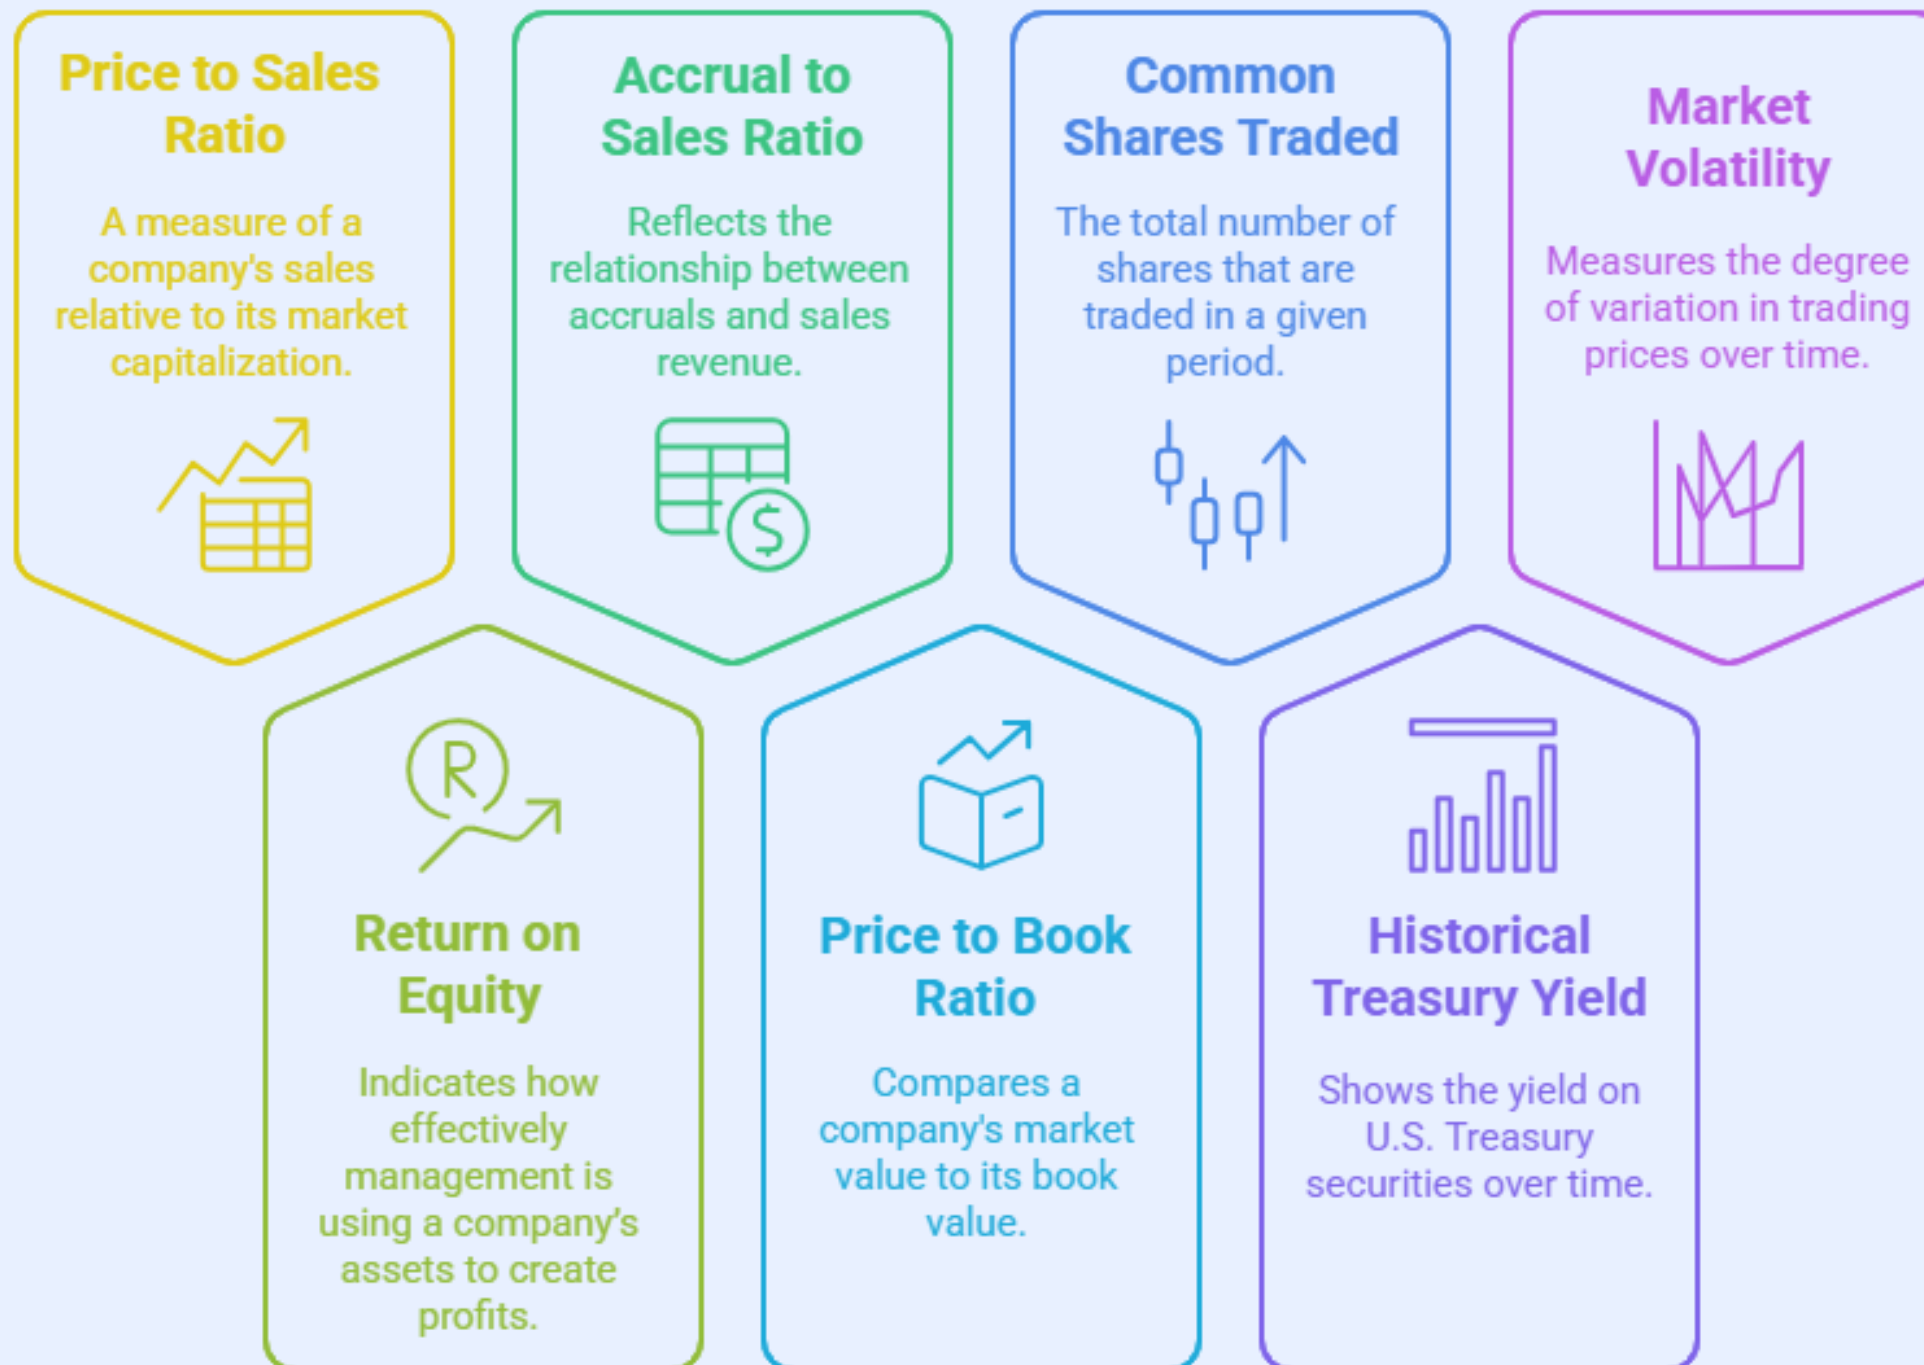 Price to Sales
Ratio
A measure of a
company's sales
relative to its market
capitalization.
Accrual to
Sales Ratio
Reflects the
relationship between
accruals and sales
revenue.
$
Common
Shares Traded
The total number of
shares that are
traded in a given
period.
Market
Volatility
Measures the degree
of variation in trading
prices over time.
R
Return on
Equity
Indicates how
effectively
management is
using a company’s
assets to create
profits.
Price to Book
Ratio
Compares a
company's market
value to its book
value.
Historical
Treasury Yield
Shows the yield on
U.S. Treasury
securities over time.